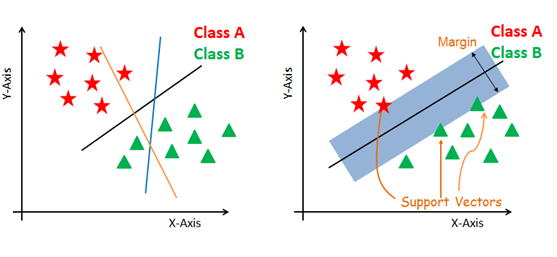 Class A
Class B
Y-Axis
X-Axis
Class A
Class B
Margin
Y-Axis
Support Vectors
X-Axis